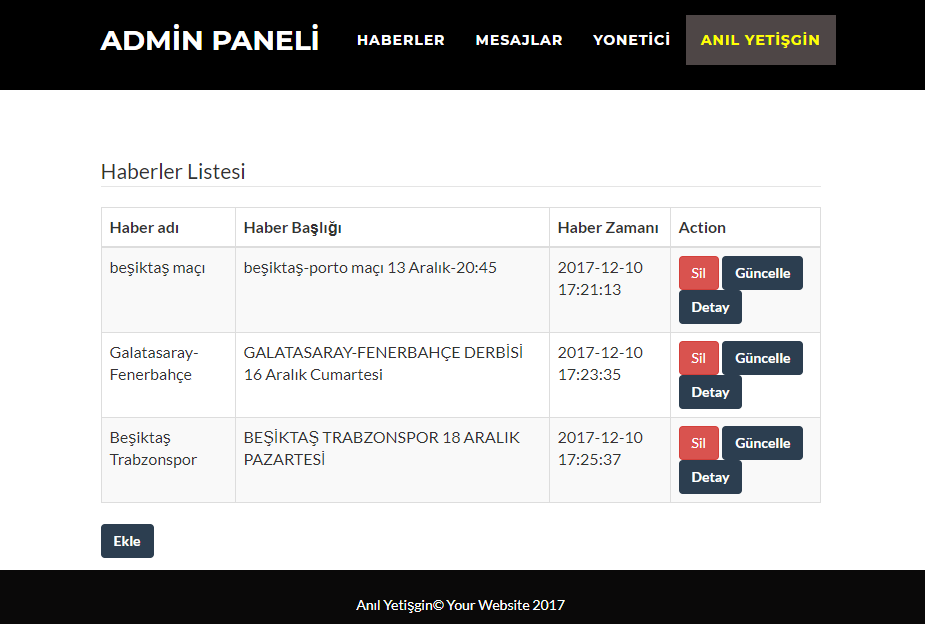 ADMİN PANELİ HABERLER MESAJLAR YONETİCİ ANIL YETİŞGİN
Haberler Listesi
Haber adı Haber Başlığı Haber Zamanı Action
beşiktaş maçı beşiktaş-porto maçı 13 Aralık-20:45 2017-12-10 Sil Güncelle
17:21:13
Detay
Galatasaray- GALATASARAY-FENERBAHÇE DERBİSİ 2017-12-10 Sil Güncelle
Fenerbahçe 16 Aralık Cumartesi 17:23:35
Detay
Beşiktaş BEŞİKTAŞ TRABZONSPOR 18 ARALIK 2017-12-10 Sil Güncelle
Trabzonspor PAZARTESİ 17:25:37
Detay
Ekle
Anıl Yetişgin© Your Website 2017